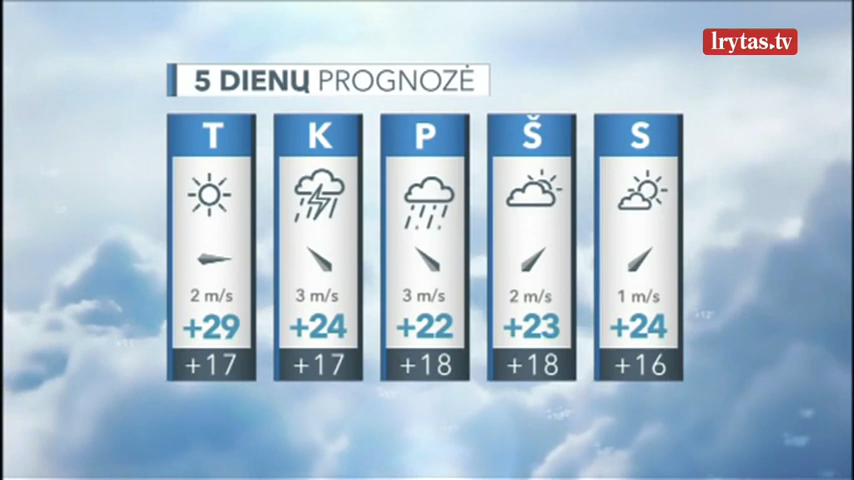 lrytas.tv
5 DIENŲ PROGNOZĖ
T K P Š S
2 m/s 3 m/s 3 m/s 2 m/s 1 m/s
+29 +24 +22 +23 +24
+17 +17 +18 +18 +16